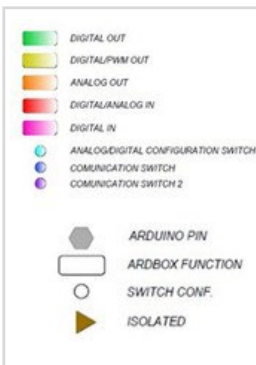 DIGITAL OUT
DIGITAL/PWM OUT
ANALOG OUT
DIGITAL/ANALOG IN
DIGITAL IN
ANALOG/DIGITAL CONFIGURATION SWITCH
COMUNICATION SWITCH
COMUNICATION SWITCH 2
ARDUINO PIN
ARDBOX FUNCTION
SWITCH CONF.
ISOLATED